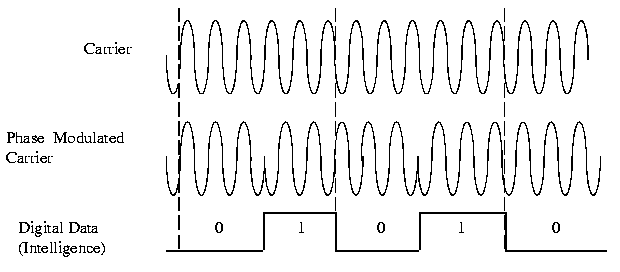 Carrier
Phase Modulated
Carrier
Digital Data
(Intelligence)
0 1 0 1 0